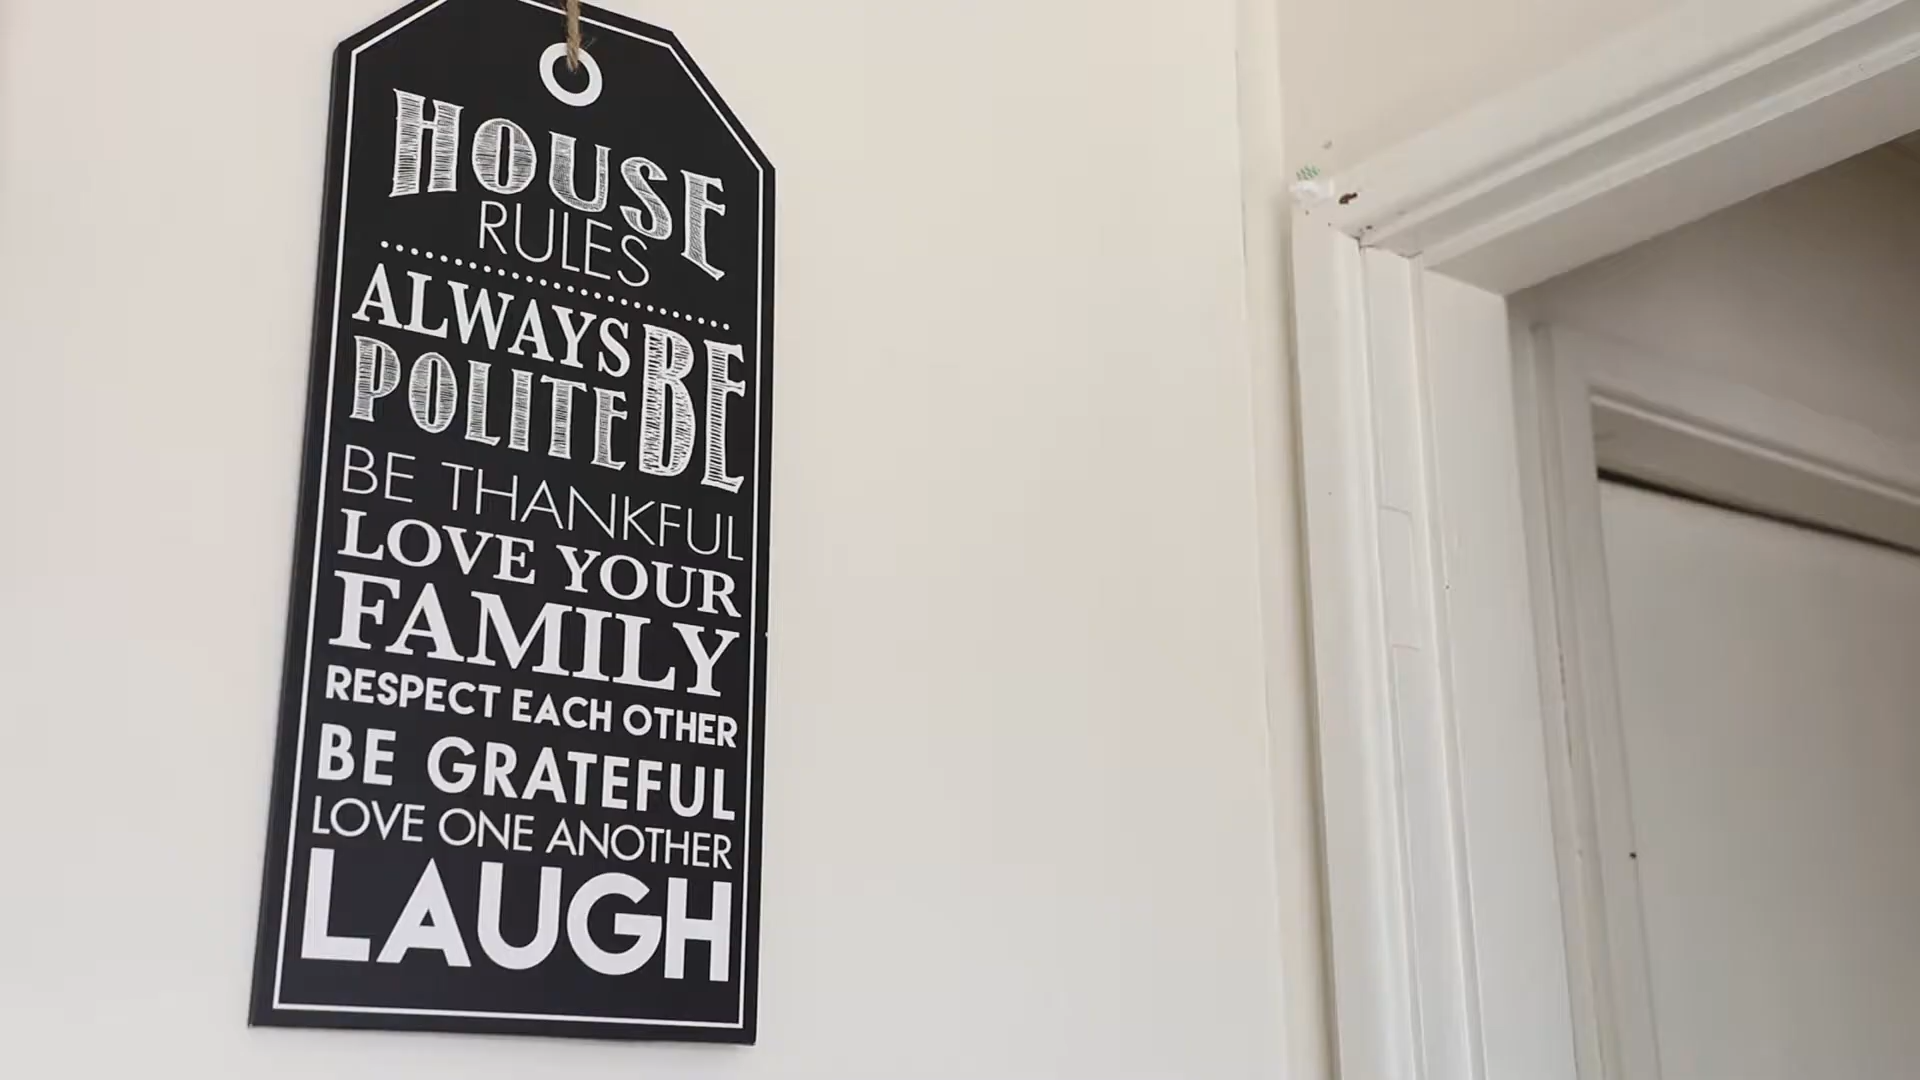 HOUSE
RULES
ALWAYS BE
POLITE
BE THANKFUL
LOVE YOUR
FAMILY
RESPECT EACH OTHER
BE GRATEFUL
LOVE ONE ANOTHER
LAUGH